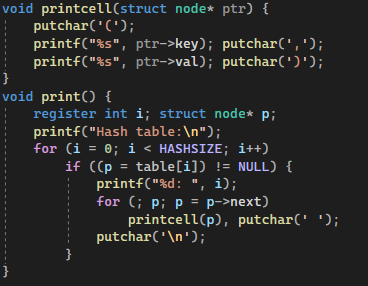 void printcell(struct node* ptr) {
    putchar('(');
    printf("%s", ptr->key); putchar(',');
    printf("%s", ptr->val); putchar(')');
}
void print() {
    register int i; struct node* p;
    printf("Hash table:\n");
    for (i = 0; i < HASHSIZE; i++)
        if ((p = table[i]) != NULL) {
            printf("%d: ", i);
            for (; p; p = p->next)
                printcell(p), putchar(' ');
            putchar('\n');
        }
}